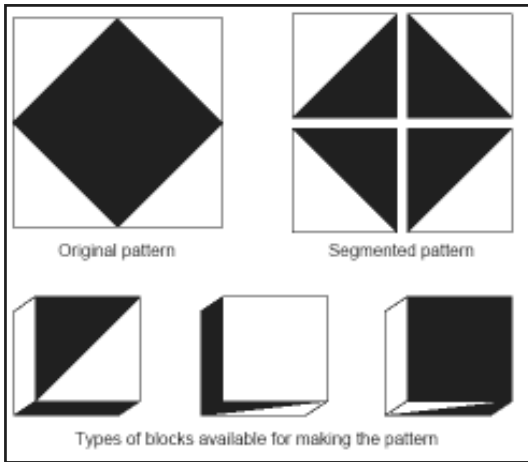 Original pattern
Segmented pattern
Types of blocks available for making the pattern